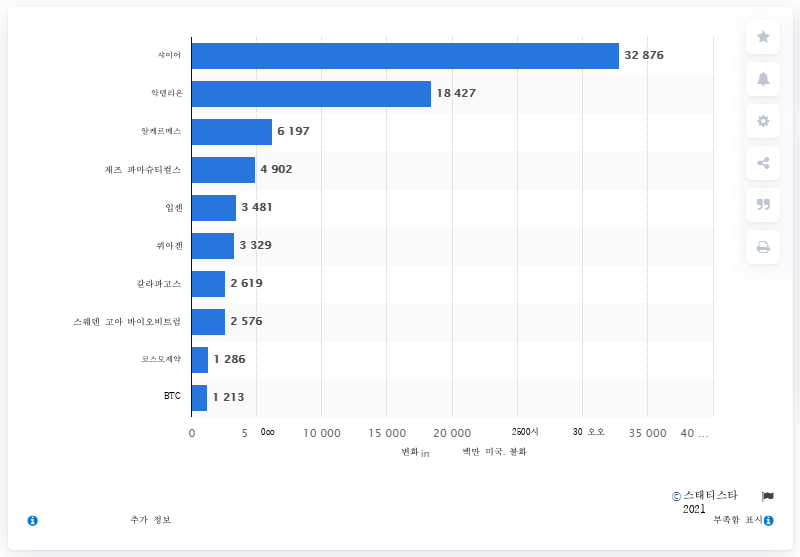 샤이어 32 876
악텔리온 18 427
알케르메스 6 197
재즈 파마슈티컬스 4 902
입센 3 481
퀴아겐 3 329
갈라파고스 2 619
스웨덴 고아 바이오비트럼 2 576
코스모제약 1 286
BTC 1 213
0 5 0∞ 10 000 15 000 20 000 2500시 30 오오 35 000 40 ...
변화 in 백만 미국. 불화
© 스태티스타
2021
추가 정보 부족함 표시